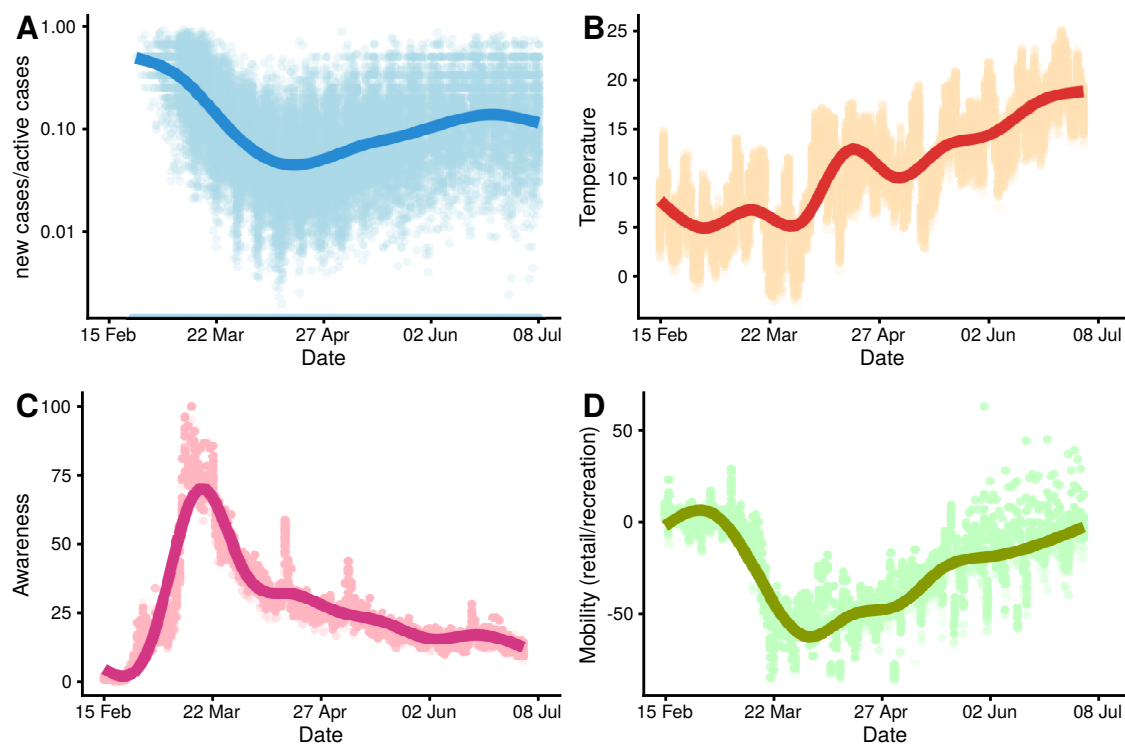 A
new cases/active cases
1.00
0.10
0.01
15 Feb 22 Mar 27 Apr 02 Jun 08 Jul
Date
B
Temperature
25
20
15
10
5
0
15 Feb 22 Mar 27 Apr 02 Jun 08 Jul
Date
C
Awareness
100
75
50
25
0
15 Feb 22 Mar 27 Apr 02 Jun 08 Jul
Date
D
Mobility (retail/recreation)
50
0
-50
15 Feb 22 Mar 27 Apr 02 Jun 08 Jul
Date